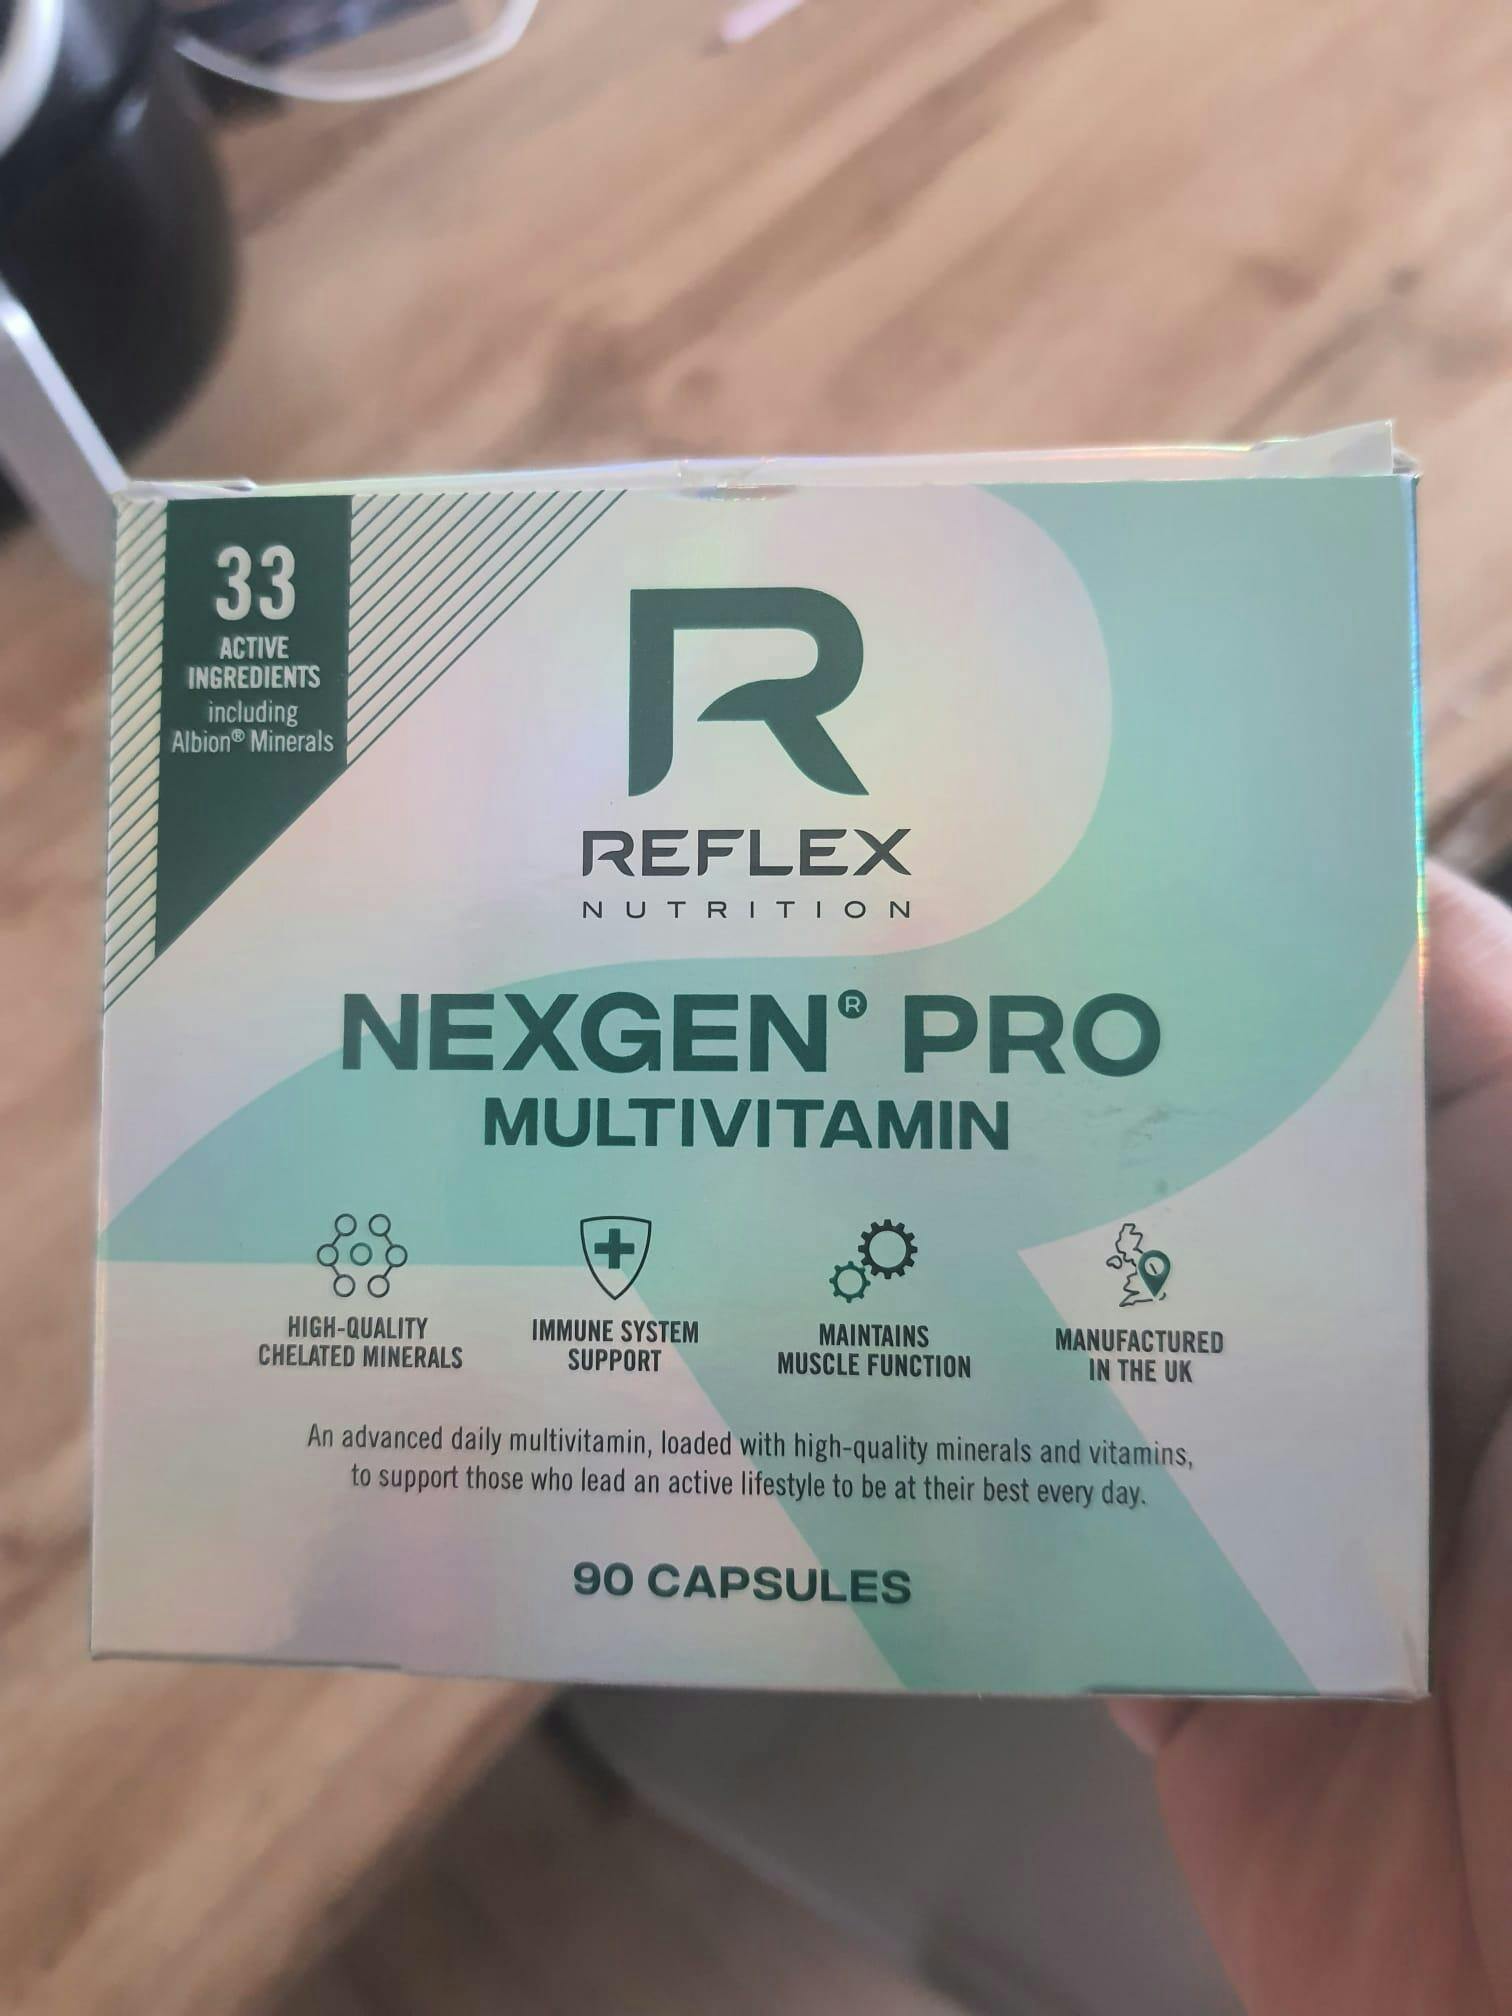 33
ACTIVE
INGREDIENTS
including
Albion® Minerals
R
REFLEX
NUTRITION
NEXGEN® PRO
MULTIVITAMIN
HIGH-QUALITY
CHELATED MINERALS
IMMUNE SYSTEM
SUPPORT
MAINTAINS
MUSCLE FUNCTION
MANUFACTURED
IN THE UK
An advanced daily multivitamin, loaded with high-quality minerals and vitamins,
to support those who lead an active lifestyle to be at their best every day.
90 CAPSULES